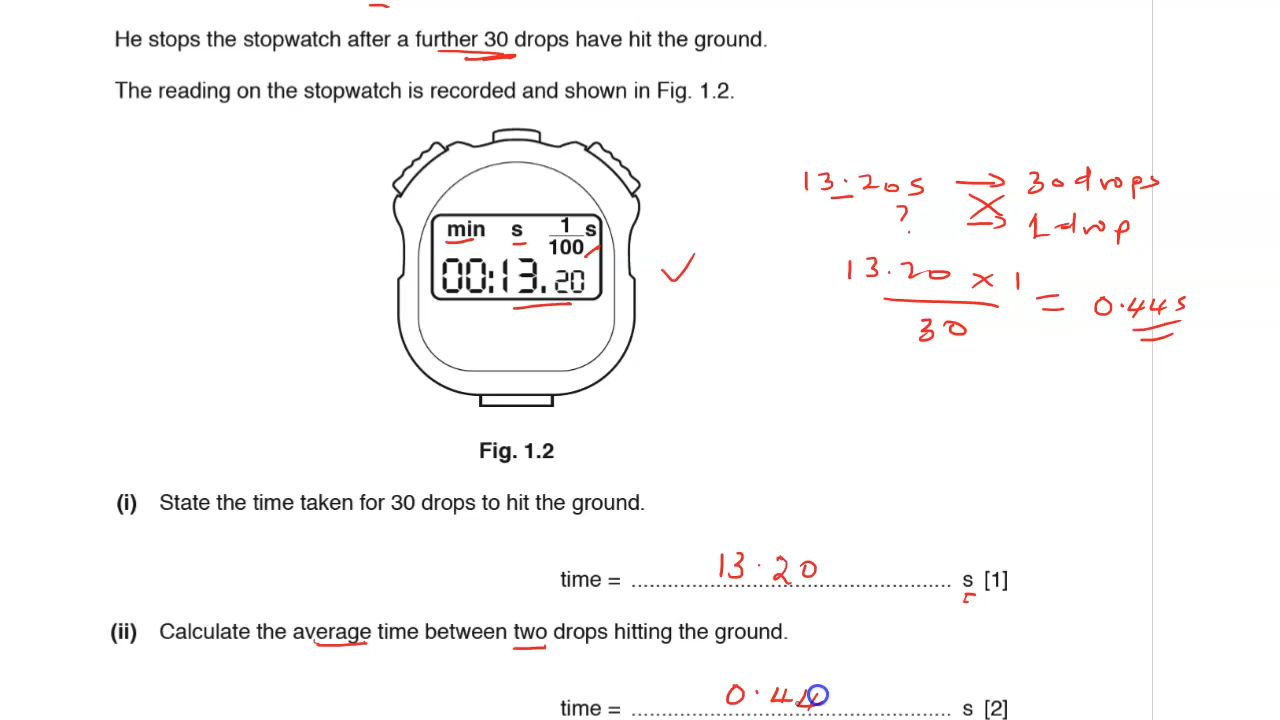 He stops the stopwatch after a further 30 drops have hit the ground.
The reading on the stopwatch is recorded and shown in Fig. 1.2.
min s 1/100 s
00:13.20
13.20s → 30 drops
? → 1 drop
13.20 × 1 / 30 = 0.44s
Fig. 1.2
(i) State the time taken for 30 drops to hit the ground.
time = 13.20 s [1]
(ii) Calculate the average time between two drops hitting the ground.
time = 0.44 s [2]